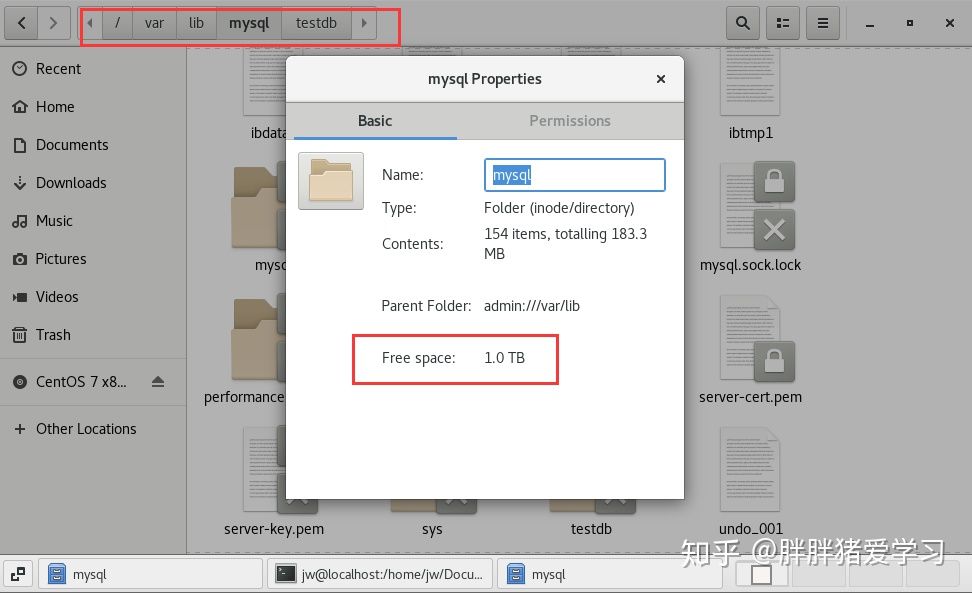 / var lib mysql testdb
Recent
Home
Documents
Downloads
Music
Pictures
Videos
Trash
CentOS 7 x8...
Other Locations
mysql Properties
Basic Permissions
Name: mysql
Type: Folder (inode/directory)
Contents: 154 items, totalling 183.3
MB
Parent Folder: admin:///var/lib
Free space: 1.0 TB
ibdata
ibtmp1
mysq
mysql.sock.lock
performance
server-cert.pem
server-key.pem
sys
testdb
undo_001
知乎 @胖胖猪爱学习
mysql
jw@localhost:/home/jw/Docu...
mysql